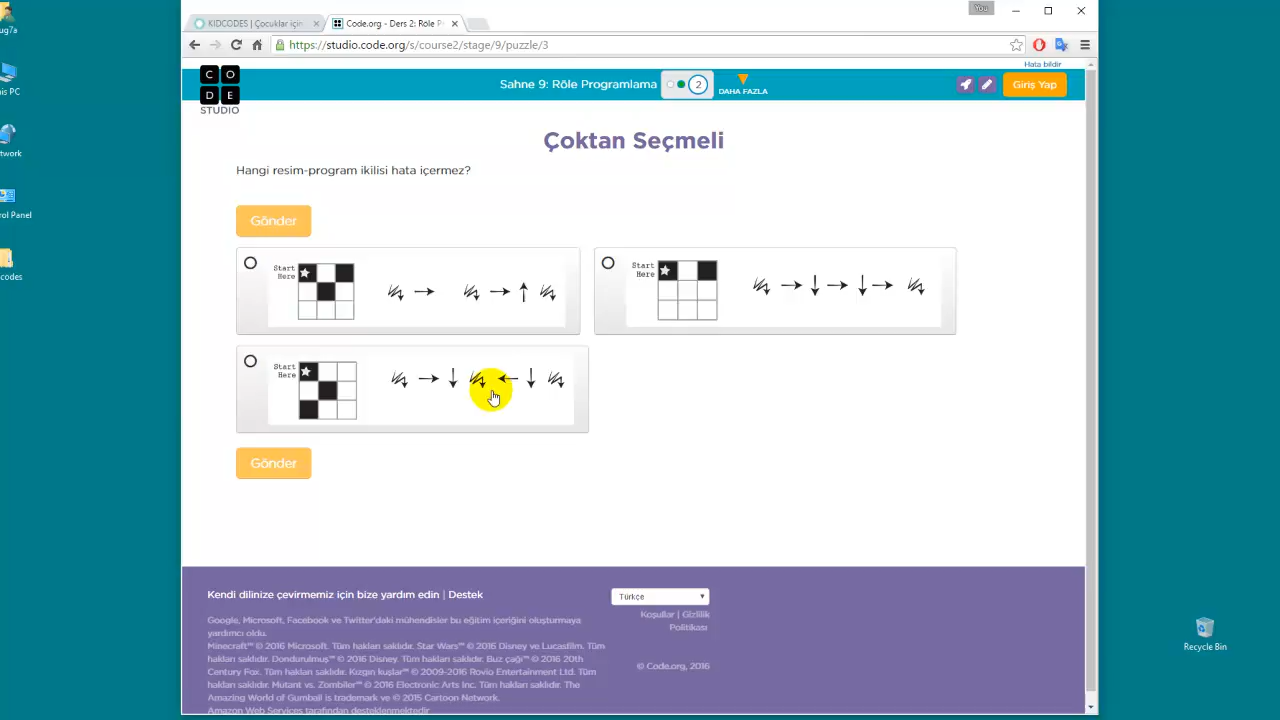 ug7a
his PC
etwork
rol Panel
codes
KIDCODES | Çocuklar için
Code.org - Ders 2: Röle P
You
https://studio.code.org/s/course2/stage/9/puzzle/3
Hata bildir
C O
D E
STUDIO
Sahne 9: Röle Programlama
2
DAHA FAZLA
Giriş Yap
Çoktan Seçmeli
Hangi resim-program ikilisi hata içermez?
Gönder
Start
Here
Start
Here
Start
Here
Gönder
Kendi dilinize çevirmemiz için bize yardım edin | Destek
Türkçe
Koşullar | Gizlilik
Politikası
Google, Microsoft, Facebook ve Twitter'daki mühendisler bu eğitim içeriğini oluşturmaya
yardımcı oldu.
Minecraft™ © 2016 Microsoft. Tüm hakları saklıdır. Star Wars™ © 2016 Disney ve Lucasfilm. Tüm
hakları saklıdır. Dondurulmuş™ © 2016 Disney. Tüm hakları saklıdır. Buz çağı™ © 2016 20th
Century Fox. Tüm hakları saklıdır. Kızgın kuşlar™ © 2009-2016 Rovio Entertainment Ltd. Tüm
hakları saklıdır. Mutant vs. Zombiler™ © 2016 Electronic Arts Inc. Tüm hakları saklıdır. The
Amazing World of Gumball is trademark ve © 2015 Cartoon Network.
Amazon Web Services tarafından desteklenmektedir
© Code.org, 2016
Recycle Bin